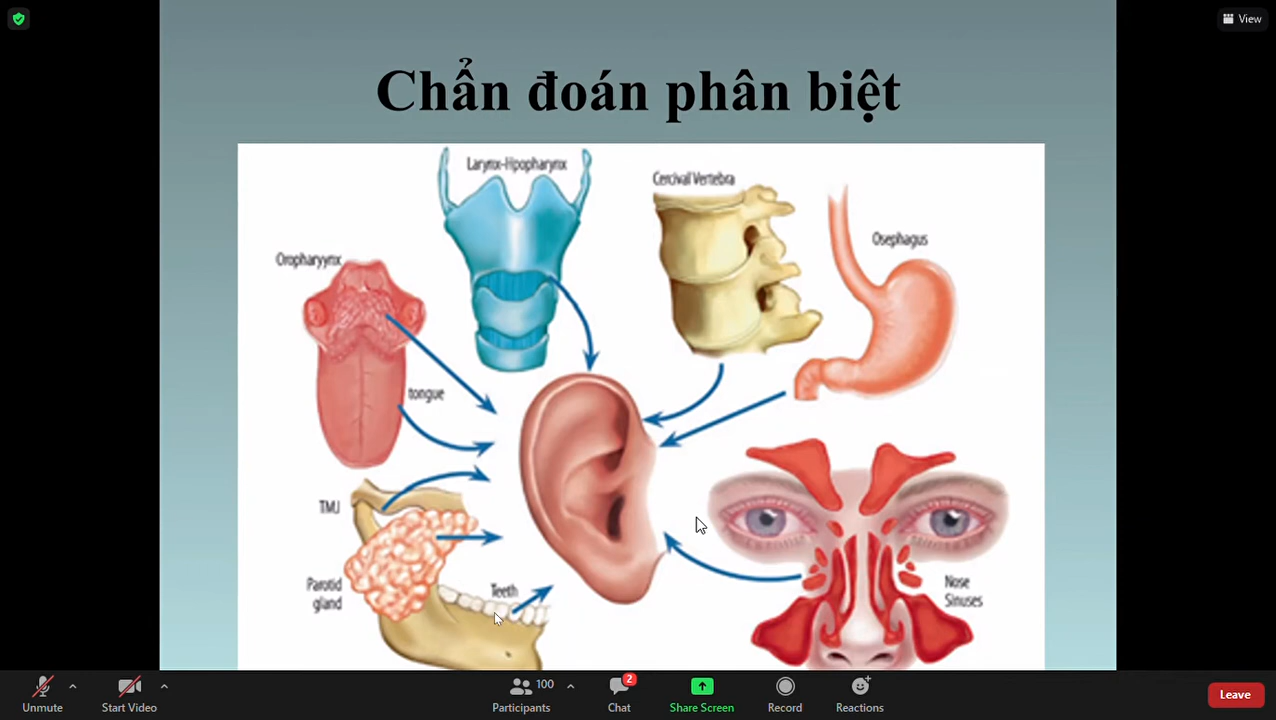 View
Chẩn đoán phân biệt
Larynx-Hpopharynx
Cercival Vertebra
Osephagus
Oropharyynx
tongue
TMJ
Parotid
gland
Teeth
Nose
Sinuses
Unmute
Start Video
100
Participants
2
Chat
Share Screen
Record
Reactions
Leave